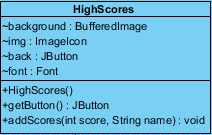 HighScores
~background : BufferedImage
~img : ImageIcon
~back : JButton
~font : Font
+HighScores()
+getButton() : JButton
+addScores(int score, String name) : void